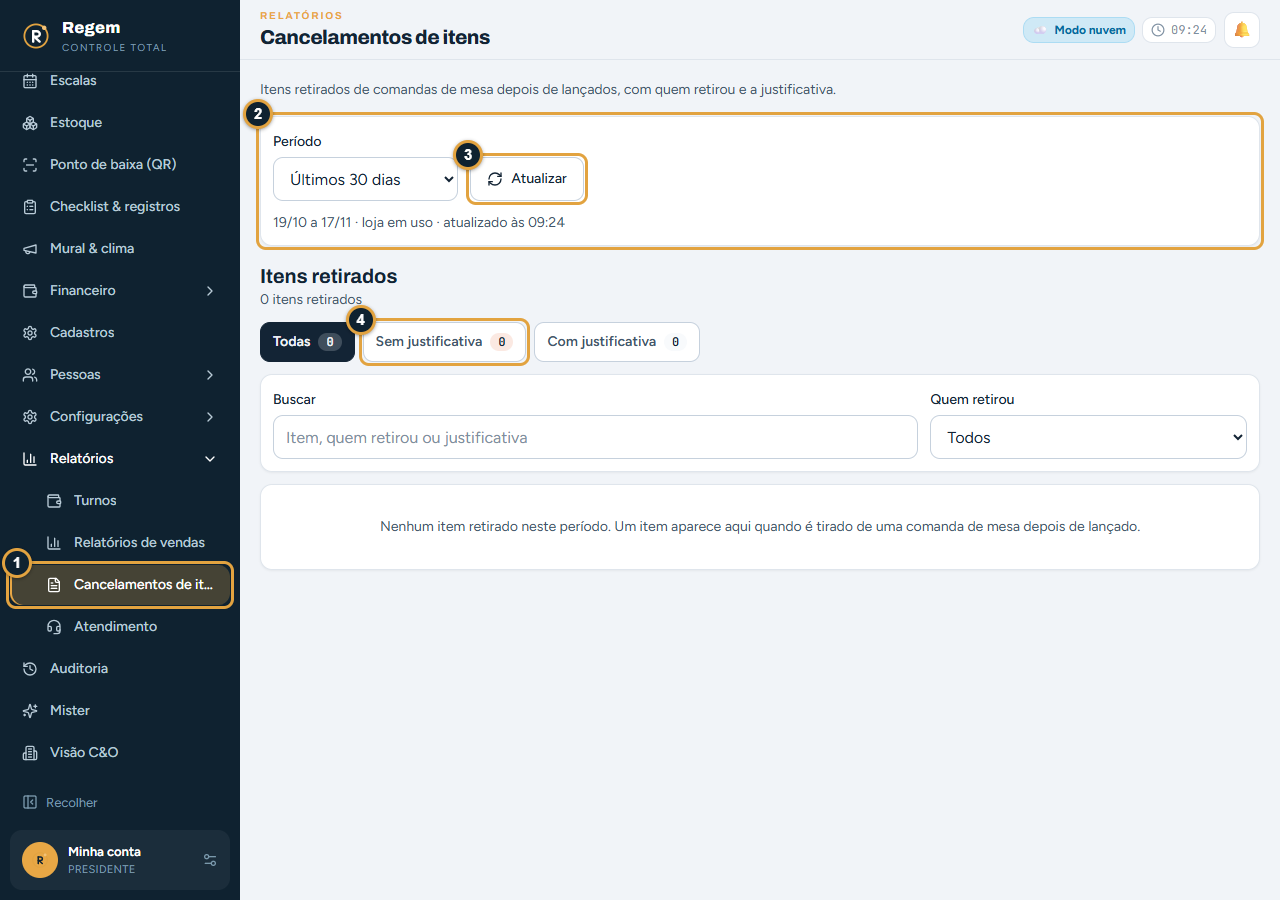 Regem
CONTROLE TOTAL
Escalas
Estoque
Ponto de baixa (QR)
Checklist & registros
Mural & clima
Financeiro
Cadastros
Pessoas
Configurações
Relatórios
Turnos
Relatórios de vendas
1
Cancelamentos de it...
Atendimento
Auditoria
Mister
Visão C&O
Recolher
R
Minha conta
PRESIDENTE
RELATÓRIOS
Cancelamentos de itens
Modo nuvem
09:24
Itens retirados de comandas de mesa depois de lançados, com quem retirou e a justificativa.
2
Período
3
Últimos 30 dias
Atualizar
19/10 a 17/11 · loja em uso · atualizado às 09:24
Itens retirados
0 itens retirados
4
Todas 0
Sem justificativa 0
Com justificativa 0
Buscar
Quem retirou
Item, quem retirou ou justificativa
Todos
Nenhum item retirado neste período. Um item aparece aqui quando é tirado de uma comanda de mesa depois de lançado.